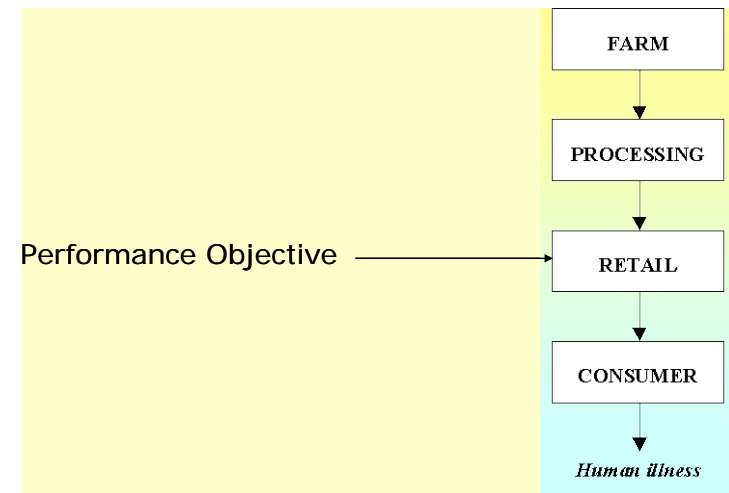 FARM
PROCESSING
Performance Objective
RETAIL
CONSUMER
Human illness